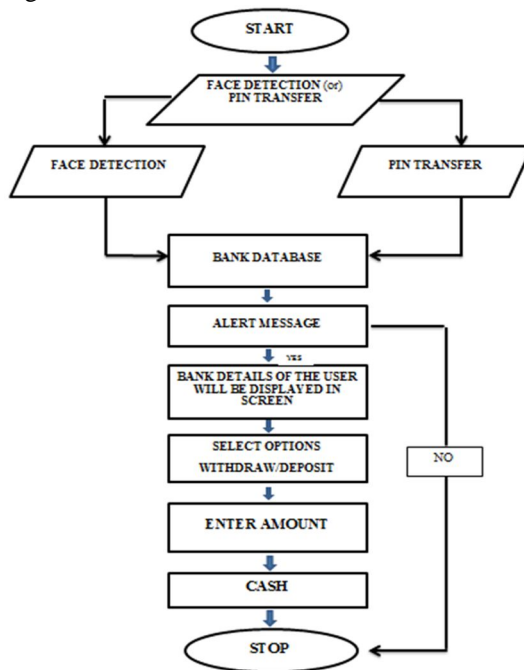 START
FACE DETECTION (or)
PIN TRANSFER
FACE DETECTION
PIN TRANSFER
BANK DATABASE
ALERT MESSAGE
YES
BANK DETAILS OF THE USER
WILL BE DISPLAYED IN
SCREEN
SELECT OPTIONS
WITHDRAW/DEPOSIT
NO
ENTER AMOUNT
CASH
STOP